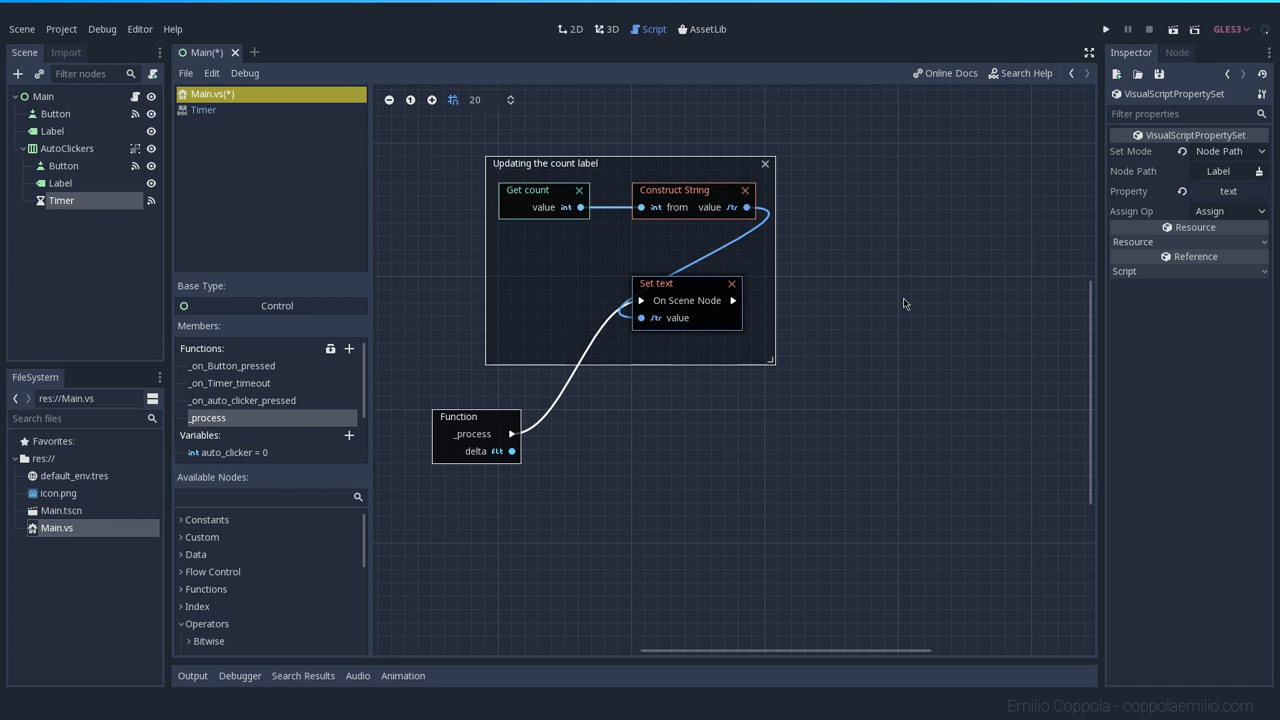 Scene Project Debug Editor Help
2D 3D Script AssetLib
GLES3
Scene Import
Filter nodes
Main
Button
Label
AutoClickers
Button
Label
Timer
FileSystem
res://Main.vs
Search files
Favorites:
res://
default_env.tres
icon.png
Main.tscn
Main.vs
Main(*)
File Edit Debug
Online Docs Search Help
Main.vs(*)
Timer
Base Type:
Control
Members:
Functions:
_on_Button_pressed
_on_Timer_timeout
_on_auto_clicker_pressed
_process
Variables:
int auto_clicker = 0
Available Nodes:
Constants
Custom
Data
Flow Control
Functions
Index
Operators
Bitwise
1 20
Updating the count label
Get count
value int
Construct String
int from value Str
Set text
On Scene Node
Str value
Function
_process
delta flt
Output Debugger Search Results Audio Animation
Inspector Node
VisualScriptPropertySet
Filter properties
VisualScriptPropertySet
Set Mode Node Path
Node Path Label
Property text
Assign Op Assign
Resource
Resource
Reference
Script
Emilio Coppola - coppolaemilio.com